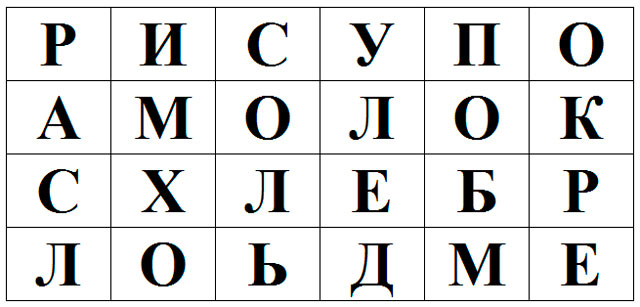 Р И С У П О
А М О Л О К
С Х Л Е Б Р
Л О Ь Д М Е